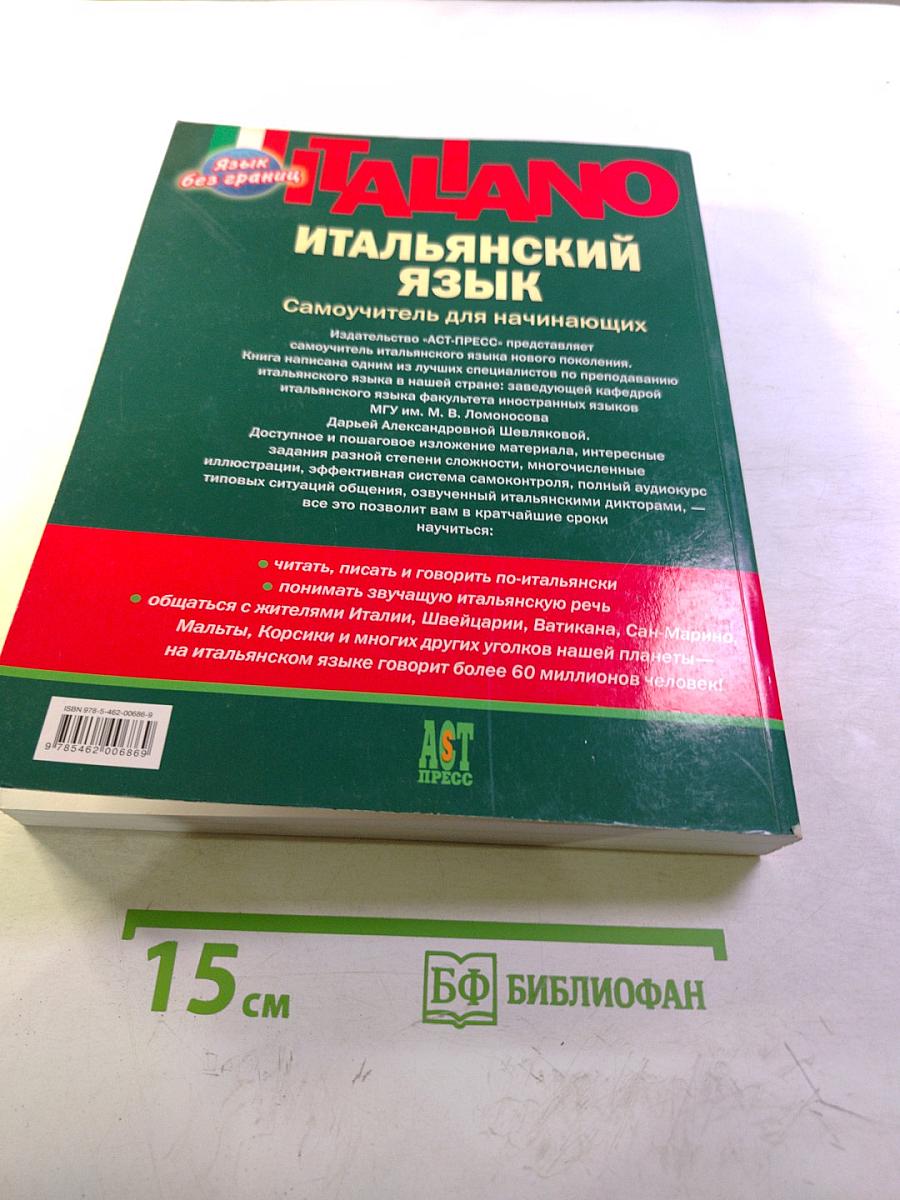 Язык
без границ
ITALIANO
ИТАЛЬЯНСКИЙ
ЯЗЫК
Самоучитель для начинающих
Издательство «АСТ-ПРЕСС» представляет
самоучитель итальянского языка нового поколения.
Книга написана одним из лучших специалистов по преподаванию
итальянского языка в нашей стране: заведующей кафедрой
итальянского языка факультета иностранных языков
МГУ им. М. В. Ломоносова
Дарьей Александровной Шевляковой.
Доступное и пошаговое изложение материала, интересные
задания разной степени сложности, многочисленные
иллюстрации, эффективная система самоконтроля, полный аудиокурс
типовых ситуаций общения, озвученный итальянскими дикторами, —
все это позволит вам в кратчайшие сроки
научиться:
• читать, писать и говорить по-итальянски
• понимать звучащую итальянскую речь
• общаться с жителями Италии, Швейцарии, Ватикана, Сан-Марино,
Мальты, Корсики и многих других уголков нашей планеты —
на итальянском языке говорит более 60 миллионов человек!
ISBN 978-5-462-00686-9
9 785462 006869
АСТ
ПРЕСС
15 см
БФ БИБЛИОФАН